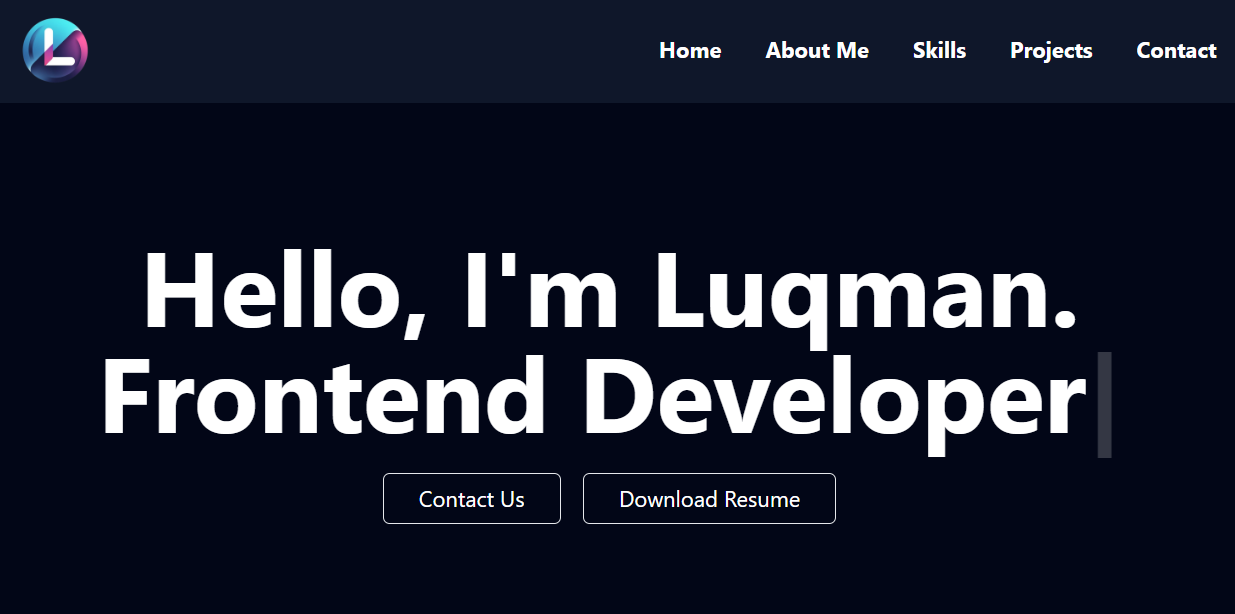 L
Home About Me Skills Projects Contact
Hello, I'm Luqman.
Frontend Developer
Contact Us Download Resume